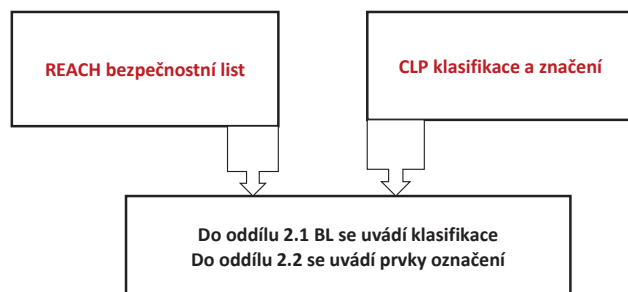 REACH bezpečnostní list
CLP klasifikace a značení
Do oddílu 2.1 BL se uvádí klasifikace
Do oddílu 2.2 se uvádí prvky označení